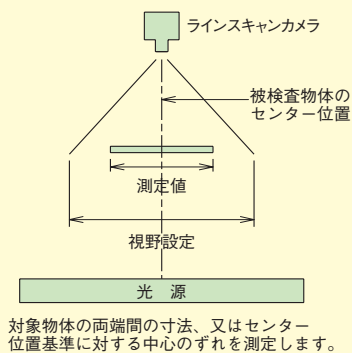 ラインスキャンカメラ
被検査物体の
センター位置
測定値
視野設定
光 源
対象物体の両端間の寸法、又はセンター
位置基準に対する中心のずれを測定します。